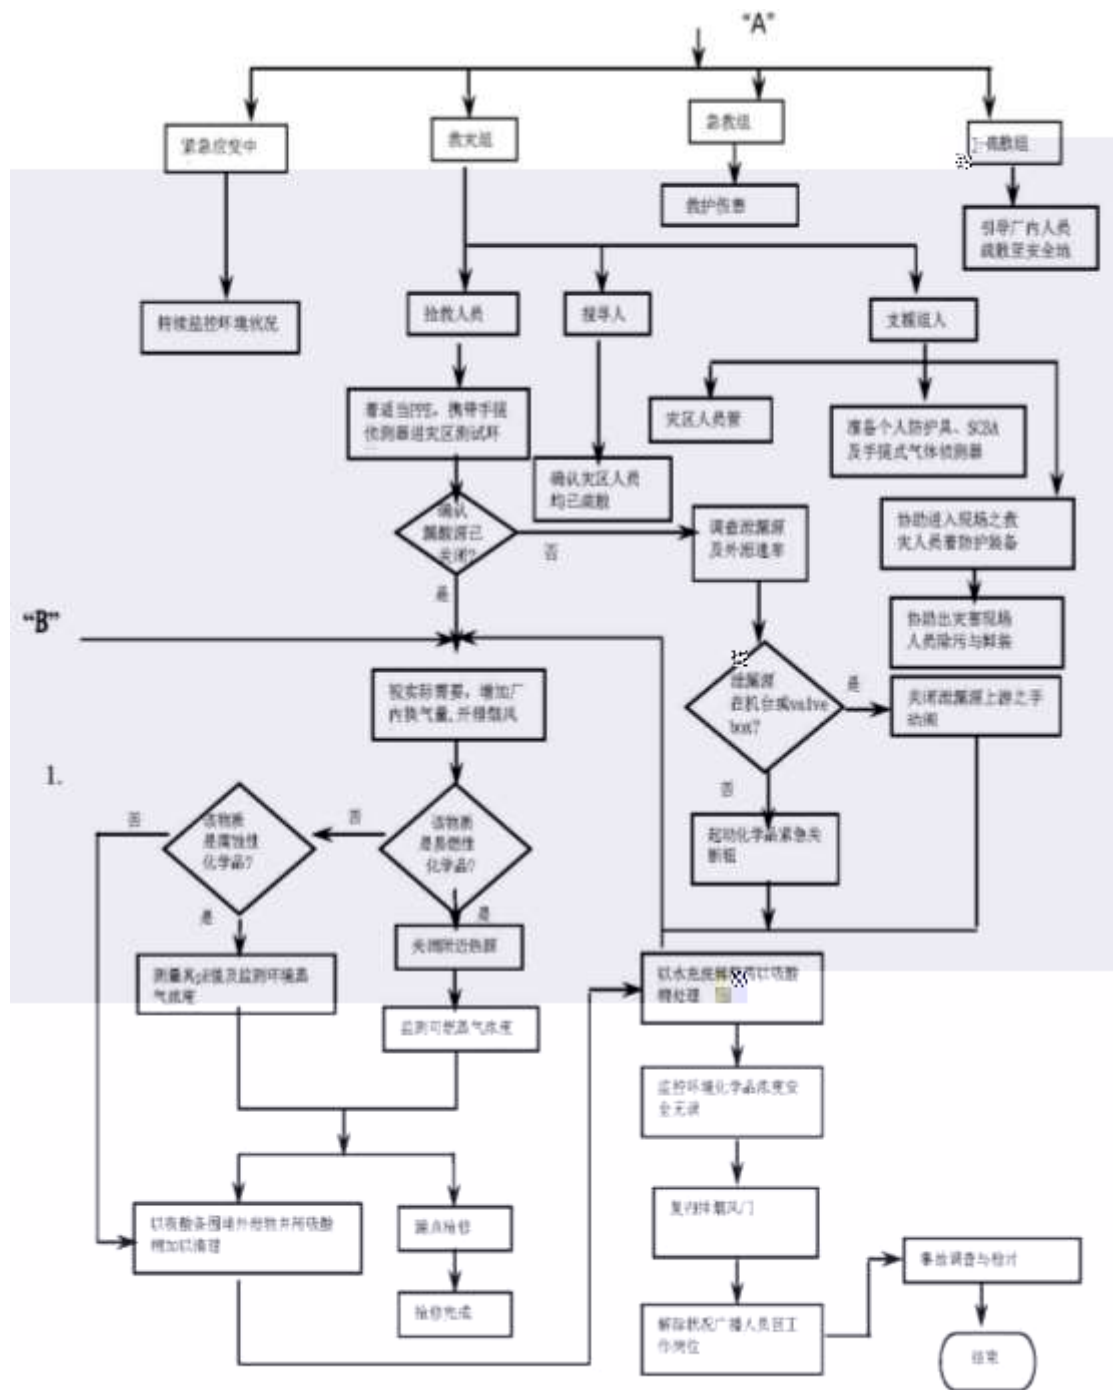 “A”
紧急应变中
救灾组
急救组
疏散组
救护伤患
引导厂内人员
疏散至安全地
持续监控环境状况
抢救人员
搜寻人
支援组人
着适当PPE，携带手提
侦测器进灾区测试环
灾区人员管
准备个人防护具、SCBA
及手提式气体侦测器
确认灾区人员
均已疏散
确认
漏酸源已
关闭?
否
是
调查泄漏源
及外泄速率
协助进入现场之救
灾人员着防护装备
“B”
协助出灾害现场
人员除污与卸装
视实际需要，增加厂
内换气量,开排烟风
泄漏源
在机台或valve
box?
是
否
关闭泄漏源上游之手
动阀
1.
该物质
是腐蚀性
化学品?
否
是
该物质
是易燃性
化学品?
否
是
起动化学品紧急关
断钮
关闭附近热源
测量其pH值及监测环境蒸
气浓度
监测可燃蒸气浓度
以水
以吸酸
棉处理
监控环境化学品浓度安
全无误
以吸酸
围堵外泄物并用吸酸
棉加以清理
漏点检修
检修完成
复归排烟风门
解除状况广播人员回工
作岗位
事故调查与检讨
结束